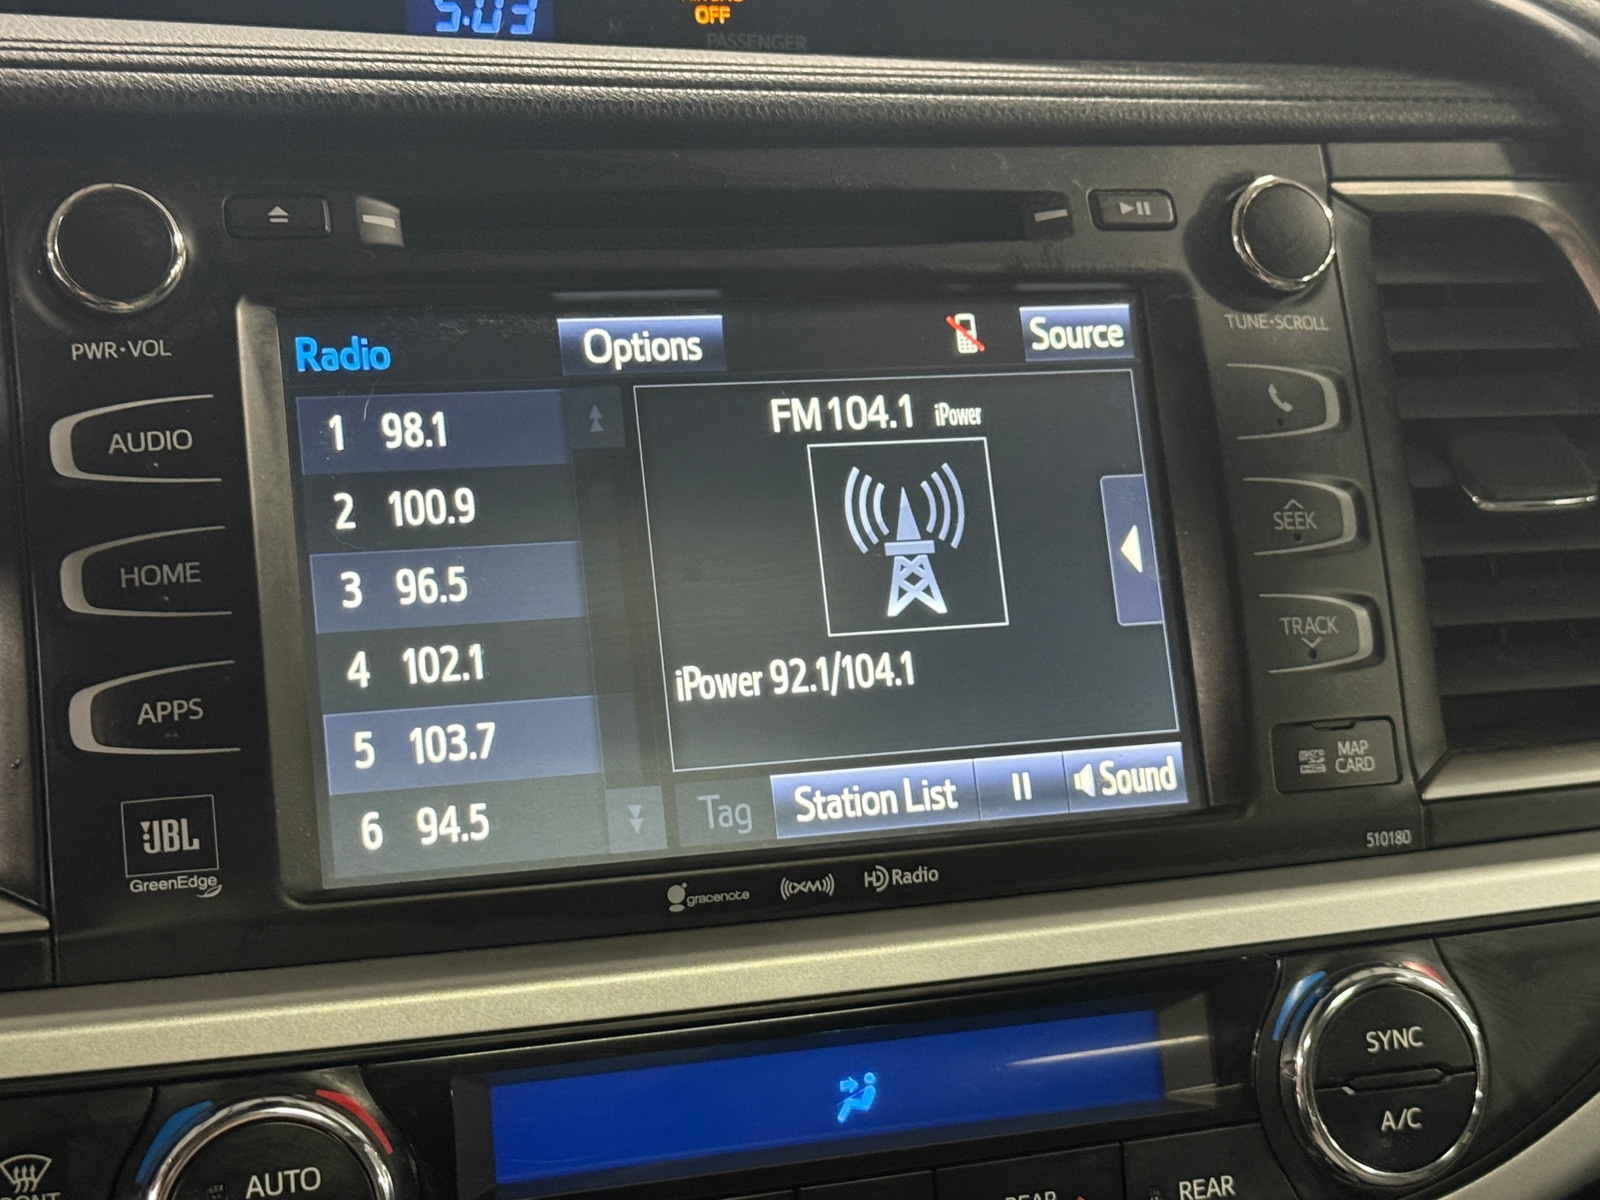 5:03
OFF
PASSENGER
PWR•VOL
TUNE•SCROLL
Radio
Options
Source
AUDIO
HOME
APPS
1 98.1
2 100.9
3 96.5
4 102.1
5 103.7
6 94.5
FM 104.1 iPower
iPower 92.1/104.1
Tag
Station List
Sound
SEEK
TRACK
MAP
CARD
510180
JBL
GreenEdge
gracenote
((XM))
HD Radio
SYNC
A/C
AUTO
REAR
REAR